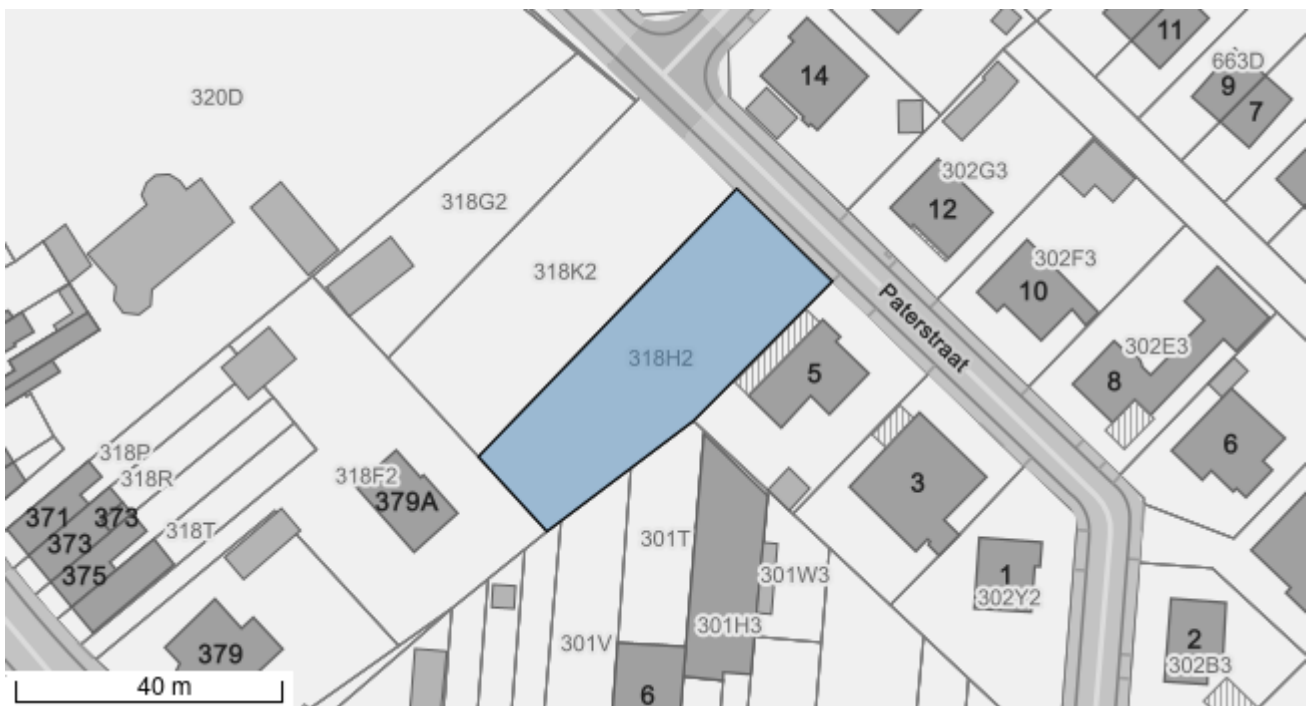 11
14
663D
9
7
320D
302G3
12
318G2
302F3
10
318K2
Paterstraat
302E3
8
318H2
5
6
318P
318R
318F2
379A
3
371
373
373
318T
375
301T
301W3
1
302Y2
301H3
301V
2
302B3
379
6
40 m